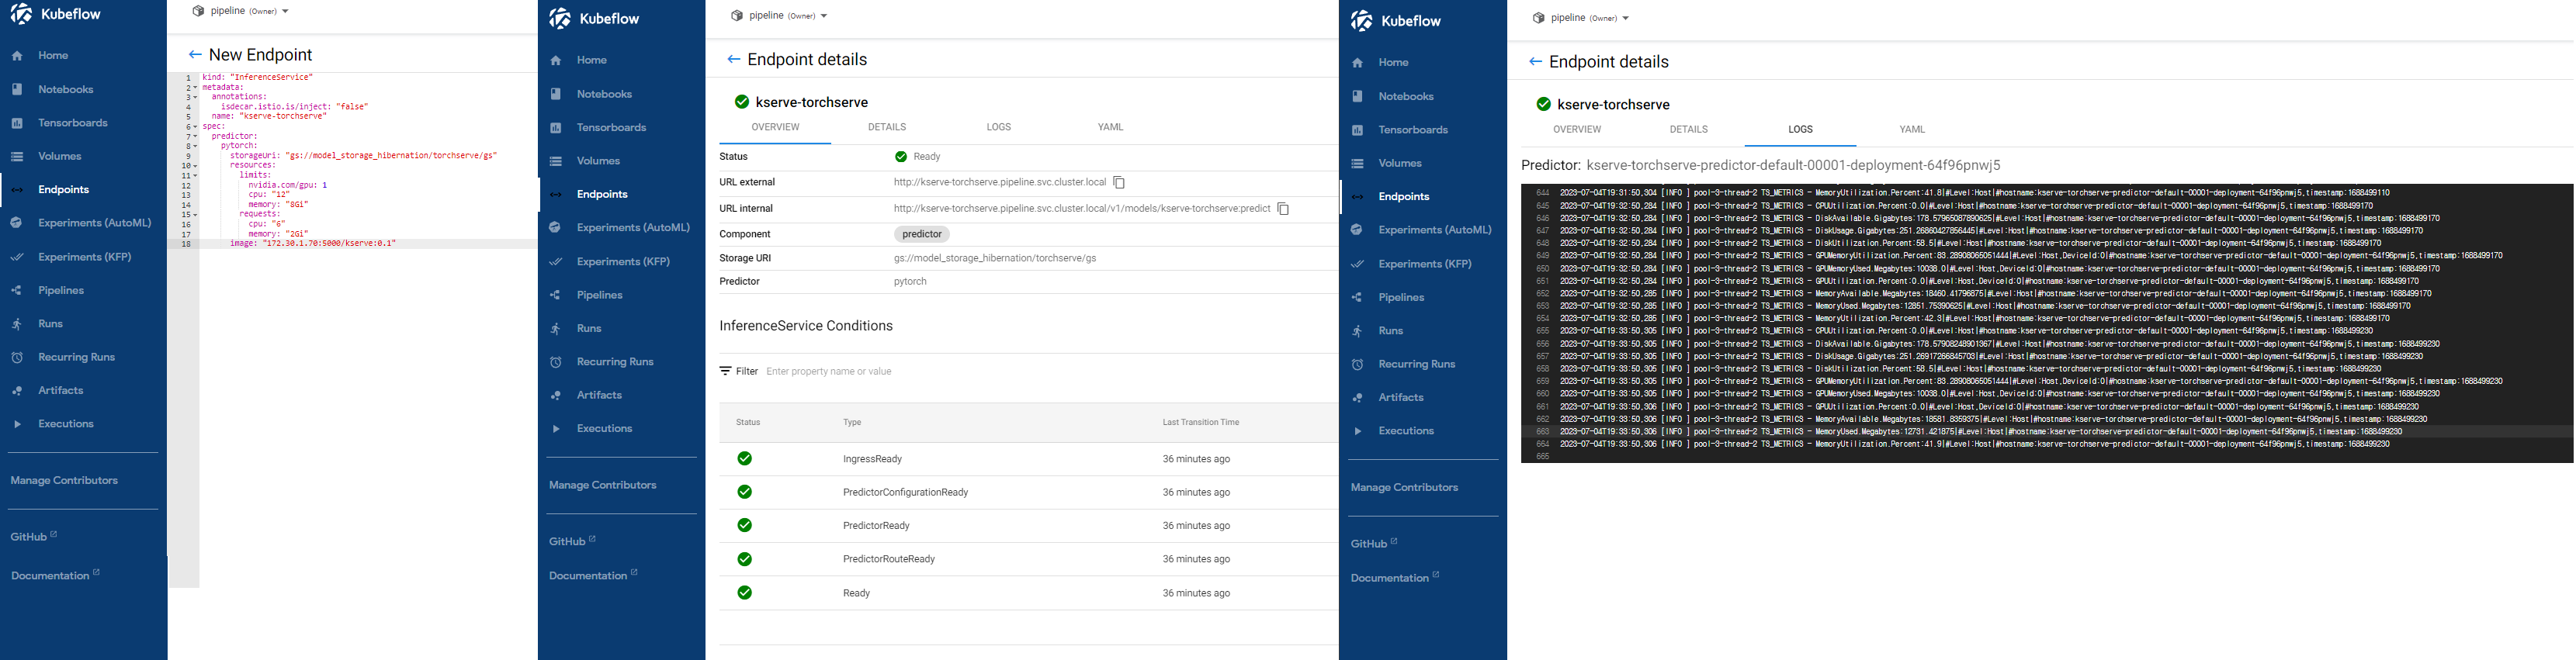 Kubeflow
Home
Notebooks
Tensorboards
Volumes
Endpoints
Experiments (AutoML)
Experiments (KFP)
Pipelines
Runs
Recurring Runs
Artifacts
Executions
Manage Contributors
GitHub
Documentation
pipeline (Owner)
New Endpoint
1 kind: "InferenceService"
2 metadata:
3 annotations:
4 isdecar.istio.is/inject: "false"
5 name: "kserve-torchserve"
6 spec:
7 predictor:
8 pytorch:
9 storageUri: "gs://model_storage_hibernation/torchserve/gs"
10 resources:
11 limits:
12 nvidia.com/gpu: 1
13 cpu: "12"
14 memory: "8Gi"
15 requests:
16 cpu: "6"
17 memory: "2Gi"
18 image: "172.30.1.70:5000/kserve:0.1"
Kubeflow
Home
Notebooks
Tensorboards
Volumes
Endpoints
Experiments (AutoML)
Experiments (KFP)
Pipelines
Runs
Recurring Runs
Artifacts
Executions
Manage Contributors
GitHub
Documentation
pipeline (Owner)
Endpoint details
kserve-torchserve
OVERVIEW DETAILS LOGS YAML
Status Ready
URL external http://kserve-torchserve.pipeline.svc.cluster.local
URL internal http://kserve-torchserve.pipeline.svc.cluster.local/v1/models/kserve-torchserve:predict
Component predictor
Storage URI gs://model_storage_hibernation/torchserve/gs
Predictor pytorch
InferenceService Conditions
Filter Enter property name or value
Status Type Last Transition Time
IngressReady 36 minutes ago
PredictorConfigurationReady 36 minutes ago
PredictorReady 36 minutes ago
PredictorRouteReady 36 minutes ago
Ready 36 minutes ago
Kubeflow
Home
Notebooks
Tensorboards
Volumes
Endpoints
Experiments (AutoML)
Experiments (KFP)
Pipelines
Runs
Recurring Runs
Artifacts
Executions
Manage Contributors
GitHub
Documentation
pipeline (Owner)
Endpoint details
kserve-torchserve
OVERVIEW DETAILS LOGS YAML
Predictor: kserve-torchserve-predictor-default-00001-deployment-64f96pnwj5
644 2023-07-04T19:31:50,304 [INFO ] pool-3-thread-2 TS_METRICS - MemoryUtilization.Percent:41.8|#Level:Host|#hostname:kserve-torchserve-predictor-default-00001-deployment-64f96pnwj5,timestamp:1688499110
645 2023-07-04T19:32:50,284 [INFO ] pool-3-thread-2 TS_METRICS - CPUUtilization.Percent:0.0|#Level:Host|#hostname:kserve-torchserve-predictor-default-00001-deployment-64f96pnwj5,timestamp:1688499170
646 2023-07-04T19:32:50,284 [INFO ] pool-3-thread-2 TS_METRICS - DiskAvailable.Gigabytes:178.57965087890625|#Level:Host|#hostname:kserve-torchserve-predictor-default-00001-deployment-64f96pnwj5,timestamp:1688499170
647 2023-07-04T19:32:50,284 [INFO ] pool-3-thread-2 TS_METRICS - DiskUsage.Gigabytes:251.26860427856445|#Level:Host|#hostname:kserve-torchserve-predictor-default-00001-deployment-64f96pnwj5,timestamp:1688499170
648 2023-07-04T19:32:50,284 [INFO ] pool-3-thread-2 TS_METRICS - DiskUtilization.Percent:58.5|#Level:Host|#hostname:kserve-torchserve-predictor-default-00001-deployment-64f96pnwj5,timestamp:1688499170
649 2023-07-04T19:32:50,284 [INFO ] pool-3-thread-2 TS_METRICS - GPUMemoryUtilization.Percent:83.28908065051444|#Level:Host,DeviceId:0|#hostname:kserve-torchserve-predictor-default-00001-deployment-64f96pnwj5,timestamp:1688499170
650 2023-07-04T19:32:50,284 [INFO ] pool-3-thread-2 TS_METRICS - GPUMemoryUsed.Megabytes:10038.0|#Level:Host,DeviceId:0|#hostname:kserve-torchserve-predictor-default-00001-deployment-64f96pnwj5,timestamp:1688499170
651 2023-07-04T19:32:50,284 [INFO ] pool-3-thread-2 TS_METRICS - GPUUtilization.Percent:0.0|#Level:Host,DeviceId:0|#hostname:kserve-torchserve-predictor-default-00001-deployment-64f96pnwj5,timestamp:1688499170
652 2023-07-04T19:32:50,285 [INFO ] pool-3-thread-2 TS_METRICS - MemoryAvailable.Megabytes:18460.41796875|#Level:Host|#hostname:kserve-torchserve-predictor-default-00001-deployment-64f96pnwj5,timestamp:1688499170
653 2023-07-04T19:32:50,285 [INFO ] pool-3-thread-2 TS_METRICS - MemoryUsed.Megabytes:12851.75390625|#Level:Host|#hostname:kserve-torchserve-predictor-default-00001-deployment-64f96pnwj5,timestamp:1688499170
654 2023-07-04T19:32:50,285 [INFO ] pool-3-thread-2 TS_METRICS - MemoryUtilization.Percent:42.3|#Level:Host|#hostname:kserve-torchserve-predictor-default-00001-deployment-64f96pnwj5,timestamp:1688499170
655 2023-07-04T19:33:50,305 [INFO ] pool-3-thread-2 TS_METRICS - CPUUtilization.Percent:0.0|#Level:Host|#hostname:kserve-torchserve-predictor-default-00001-deployment-64f96pnwj5,timestamp:1688499230
656 2023-07-04T19:33:50,305 [INFO ] pool-3-thread-2 TS_METRICS - DiskAvailable.Gigabytes:178.57908248901367|#Level:Host|#hostname:kserve-torchserve-predictor-default-00001-deployment-64f96pnwj5,timestamp:1688499230
657 2023-07-04T19:33:50,305 [INFO ] pool-3-thread-2 TS_METRICS - DiskUsage.Gigabytes:251.26917266845703|#Level:Host|#hostname:kserve-torchserve-predictor-default-00001-deployment-64f96pnwj5,timestamp:1688499230
658 2023-07-04T19:33:50,305 [INFO ] pool-3-thread-2 TS_METRICS - DiskUtilization.Percent:58.5|#Level:Host|#hostname:kserve-torchserve-predictor-default-00001-deployment-64f96pnwj5,timestamp:1688499230
659 2023-07-04T19:33:50,305 [INFO ] pool-3-thread-2 TS_METRICS - GPUMemoryUtilization.Percent:83.28908065051444|#Level:Host,DeviceId:0|#hostname:kserve-torchserve-predictor-default-00001-deployment-64f96pnwj5,timestamp:1688499230
660 2023-07-04T19:33:50,305 [INFO ] pool-3-thread-2 TS_METRICS - GPUMemoryUsed.Megabytes:10038.0|#Level:Host,DeviceId:0|#hostname:kserve-torchserve-predictor-default-00001-deployment-64f96pnwj5,timestamp:1688499230
661 2023-07-04T19:33:50,306 [INFO ] pool-3-thread-2 TS_METRICS - GPUUtilization.Percent:0.0|#Level:Host,DeviceId:0|#hostname:kserve-torchserve-predictor-default-00001-deployment-64f96pnwj5,timestamp:1688499230
662 2023-07-04T19:33:50,306 [INFO ] pool-3-thread-2 TS_METRICS - MemoryAvailable.Megabytes:18581.8359375|#Level:Host|#hostname:kserve-torchserve-predictor-default-00001-deployment-64f96pnwj5,timestamp:1688499230
663 2023-07-04T19:33:50,306 [INFO ] pool-3-thread-2 TS_METRICS - MemoryUsed.Megabytes:12731.421875|#Level:Host|#hostname:kserve-torchserve-predictor-default-00001-deployment-64f96pnwj5,timestamp:1688499230
664 2023-07-04T19:33:50,306 [INFO ] pool-3-thread-2 TS_METRICS - MemoryUtilization.Percent:41.9|#Level:Host|#hostname:kserve-torchserve-predictor-default-00001-deployment-64f96pnwj5,timestamp:1688499230
665